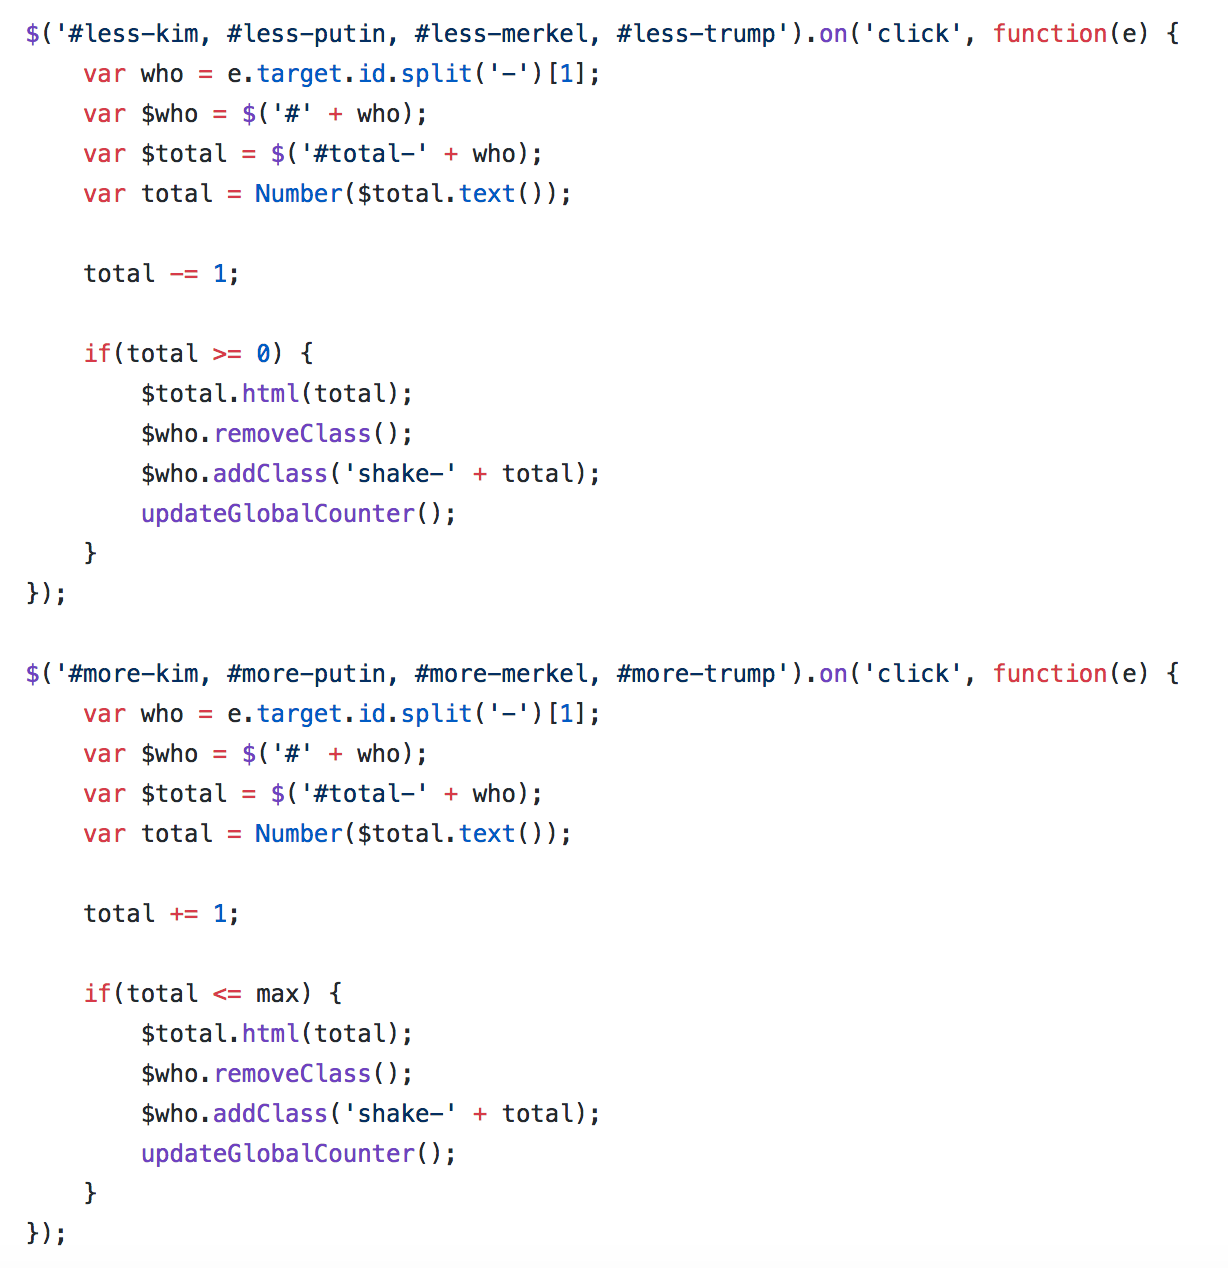 $('#less-kim, #less-putin, #less-merkel, #less-trump').on('click', function(e) {
    var who = e.target.id.split('-')[1];
    var $who = $('#' + who);
    var $total = $('#total-' + who);
    var total = Number($total.text());

    total -= 1;

    if(total >= 0) {
        $total.html(total);
        $who.removeClass();
        $who.addClass('shake-' + total);
        updateGlobalCounter();
    }
});

$('#more-kim, #more-putin, #more-merkel, #more-trump').on('click', function(e) {
    var who = e.target.id.split('-')[1];
    var $who = $('#' + who);
    var $total = $('#total-' + who);
    var total = Number($total.text());

    total += 1;

    if(total <= max) {
        $total.html(total);
        $who.removeClass();
        $who.addClass('shake-' + total);
        updateGlobalCounter();
    }
});